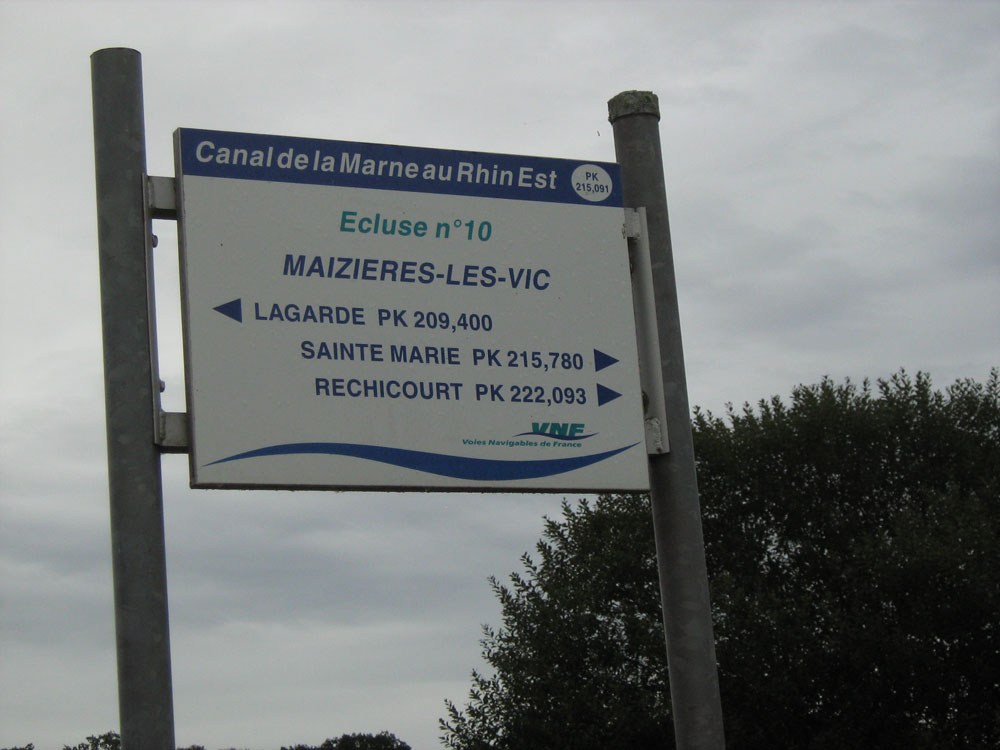 Canal de la Marne au Rhin Est
PK
215,091
Ecluse n°10
MAIZIERES-LES-VIC
LAGARDE PK 209,400
SAINTE MARIE PK 215,780
RECHICOURT PK 222,093
VNF
Voies Navigables de France